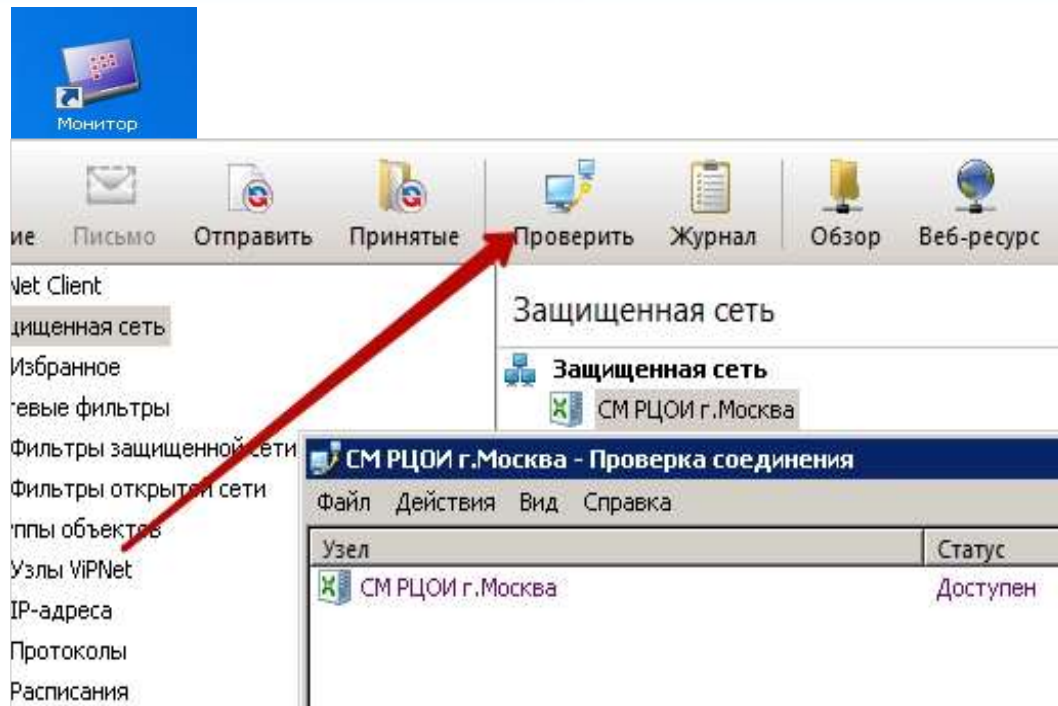 Монитор
ие Письмо Отправить Принятые Проверить Журнал Обзор Веб-ресурс
Net Client
щищенная сеть
Избранное
тевые фильтры
Фильтры защищенной сети
Фильтры открытой сети
ппы объектов
Узлы ViPNet
IP-адреса
Протоколы
Расписания
Защищенная сеть
Защищенная сеть
СМ РЦОИ г.Москва
СМ РЦОИ г.Москва - Проверка соединения
Файл Действия Вид Справка
Узел Статус
СМ РЦОИ г.Москва Доступен